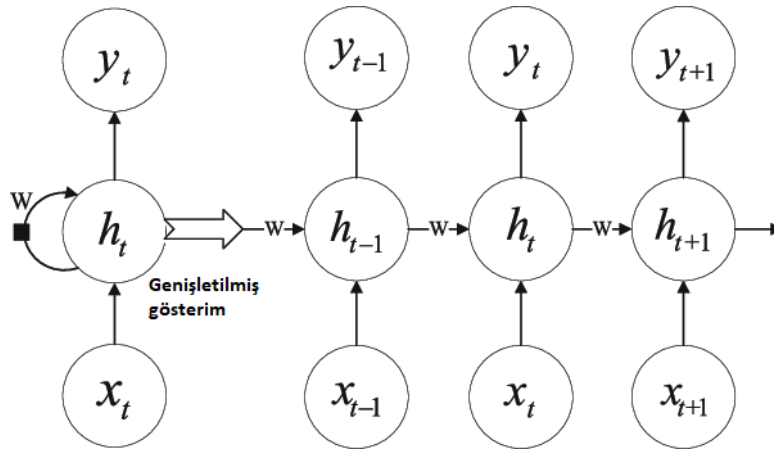 y_t y_{t-1} y_t y_{t+1}
W
h_t W h_{t-1} W h_t W h_{t+1}
Genişletilmiş
gösterim
x_t x_{t-1} x_t x_{t+1}